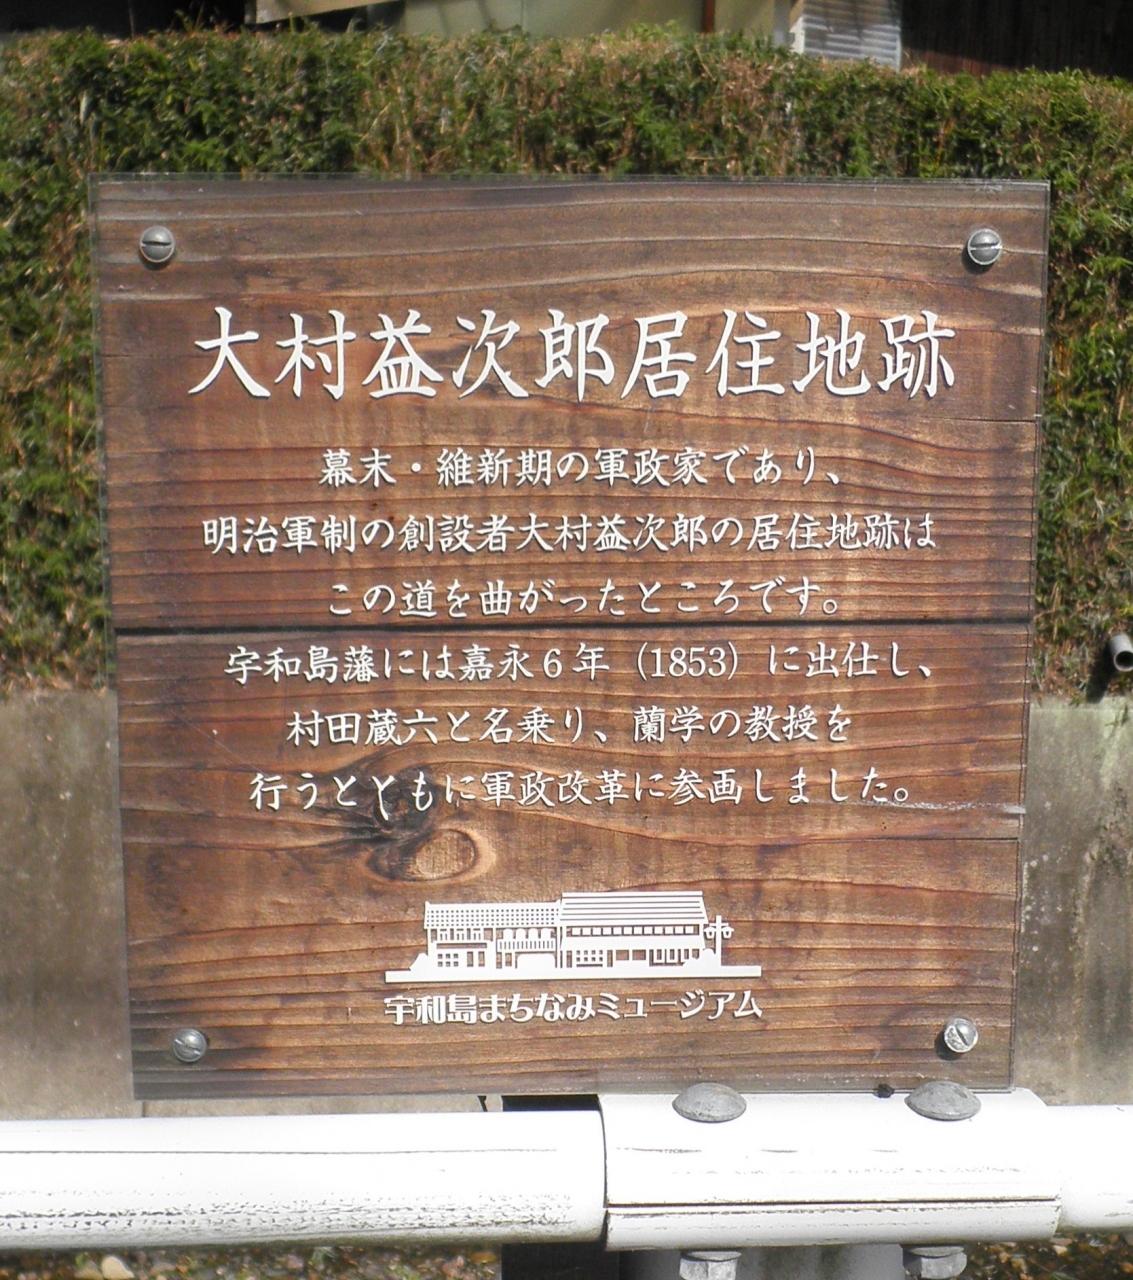 大村益次郎居住地跡
幕末・維新期の軍政家であり、
明治軍制の創設者大村益次郎の居住地跡は
この道を曲がったところです。
宇和島藩には嘉永6年（1853）に出仕し、
村田蔵六と名乗り、蘭学の教授を
行うとともに軍政改革に参画しました。
宇和島まちなみミュージアム